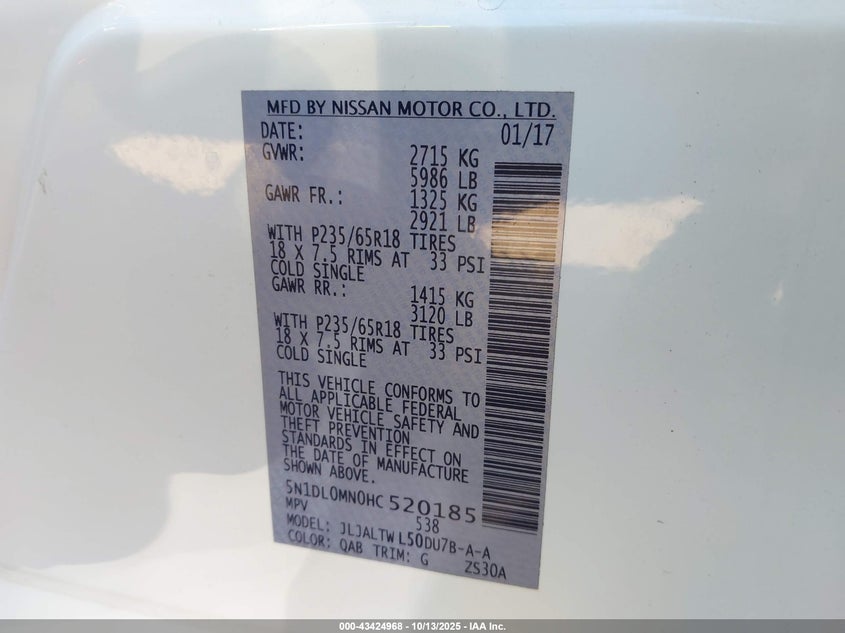 MFD BY NISSAN MOTOR CO., LTD.
DATE: 01/17
GVWR: 2715 KG
5986 LB
GAWR FR.: 1325 KG
2921 LB
WITH P235/65R18 TIRES
18 X 7.5 RIMS AT 33 PSI
COLD SINGLE
GAWR RR.: 1415 KG
3120 LB
WITH P235/65R18 TIRES
18 X 7.5 RIMS AT 33 PSI
COLD SINGLE
THIS VEHICLE CONFORMS TO
ALL APPLICABLE FEDERAL
MOTOR VEHICLE SAFETY AND
THEFT PREVENTION
STANDARDS IN EFFECT ON
THE DATE OF MANUFACTURE
SHOWN ABOVE.
5N1DL0MN0HC520185
MPV 538
MODEL: JLJALTWL50DU7B-A-A
COLOR: QAB TRIM: G ZS30A
000-43424968 - 10/13/2025 - IAA Inc.